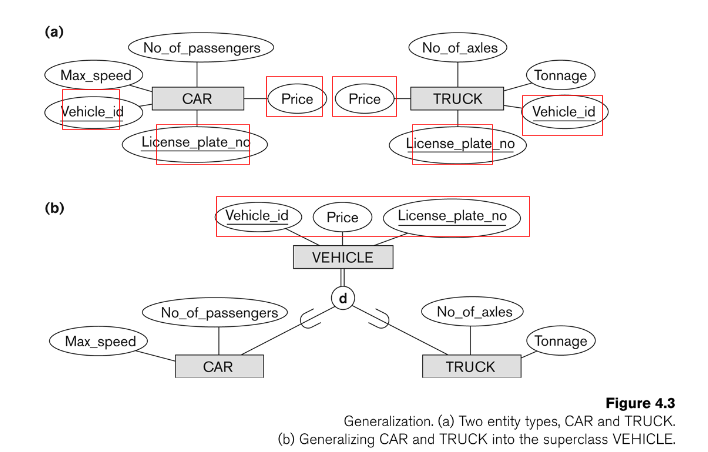 (a)
No_of_passengers
No_of_axles
Max_speed
Tonnage
CAR
Price
Price
TRUCK
Vehicle_id
Vehicle_id
License_plate_no
License_plate_no
(b)
Vehicle_id
Price
License_plate_no
VEHICLE
d
No_of_passengers
No_of_axles
Max_speed
Tonnage
CAR
TRUCK
Figure 4.3
Generalization. (a) Two entity types, CAR and TRUCK.
(b) Generalizing CAR and TRUCK into the superclass VEHICLE.